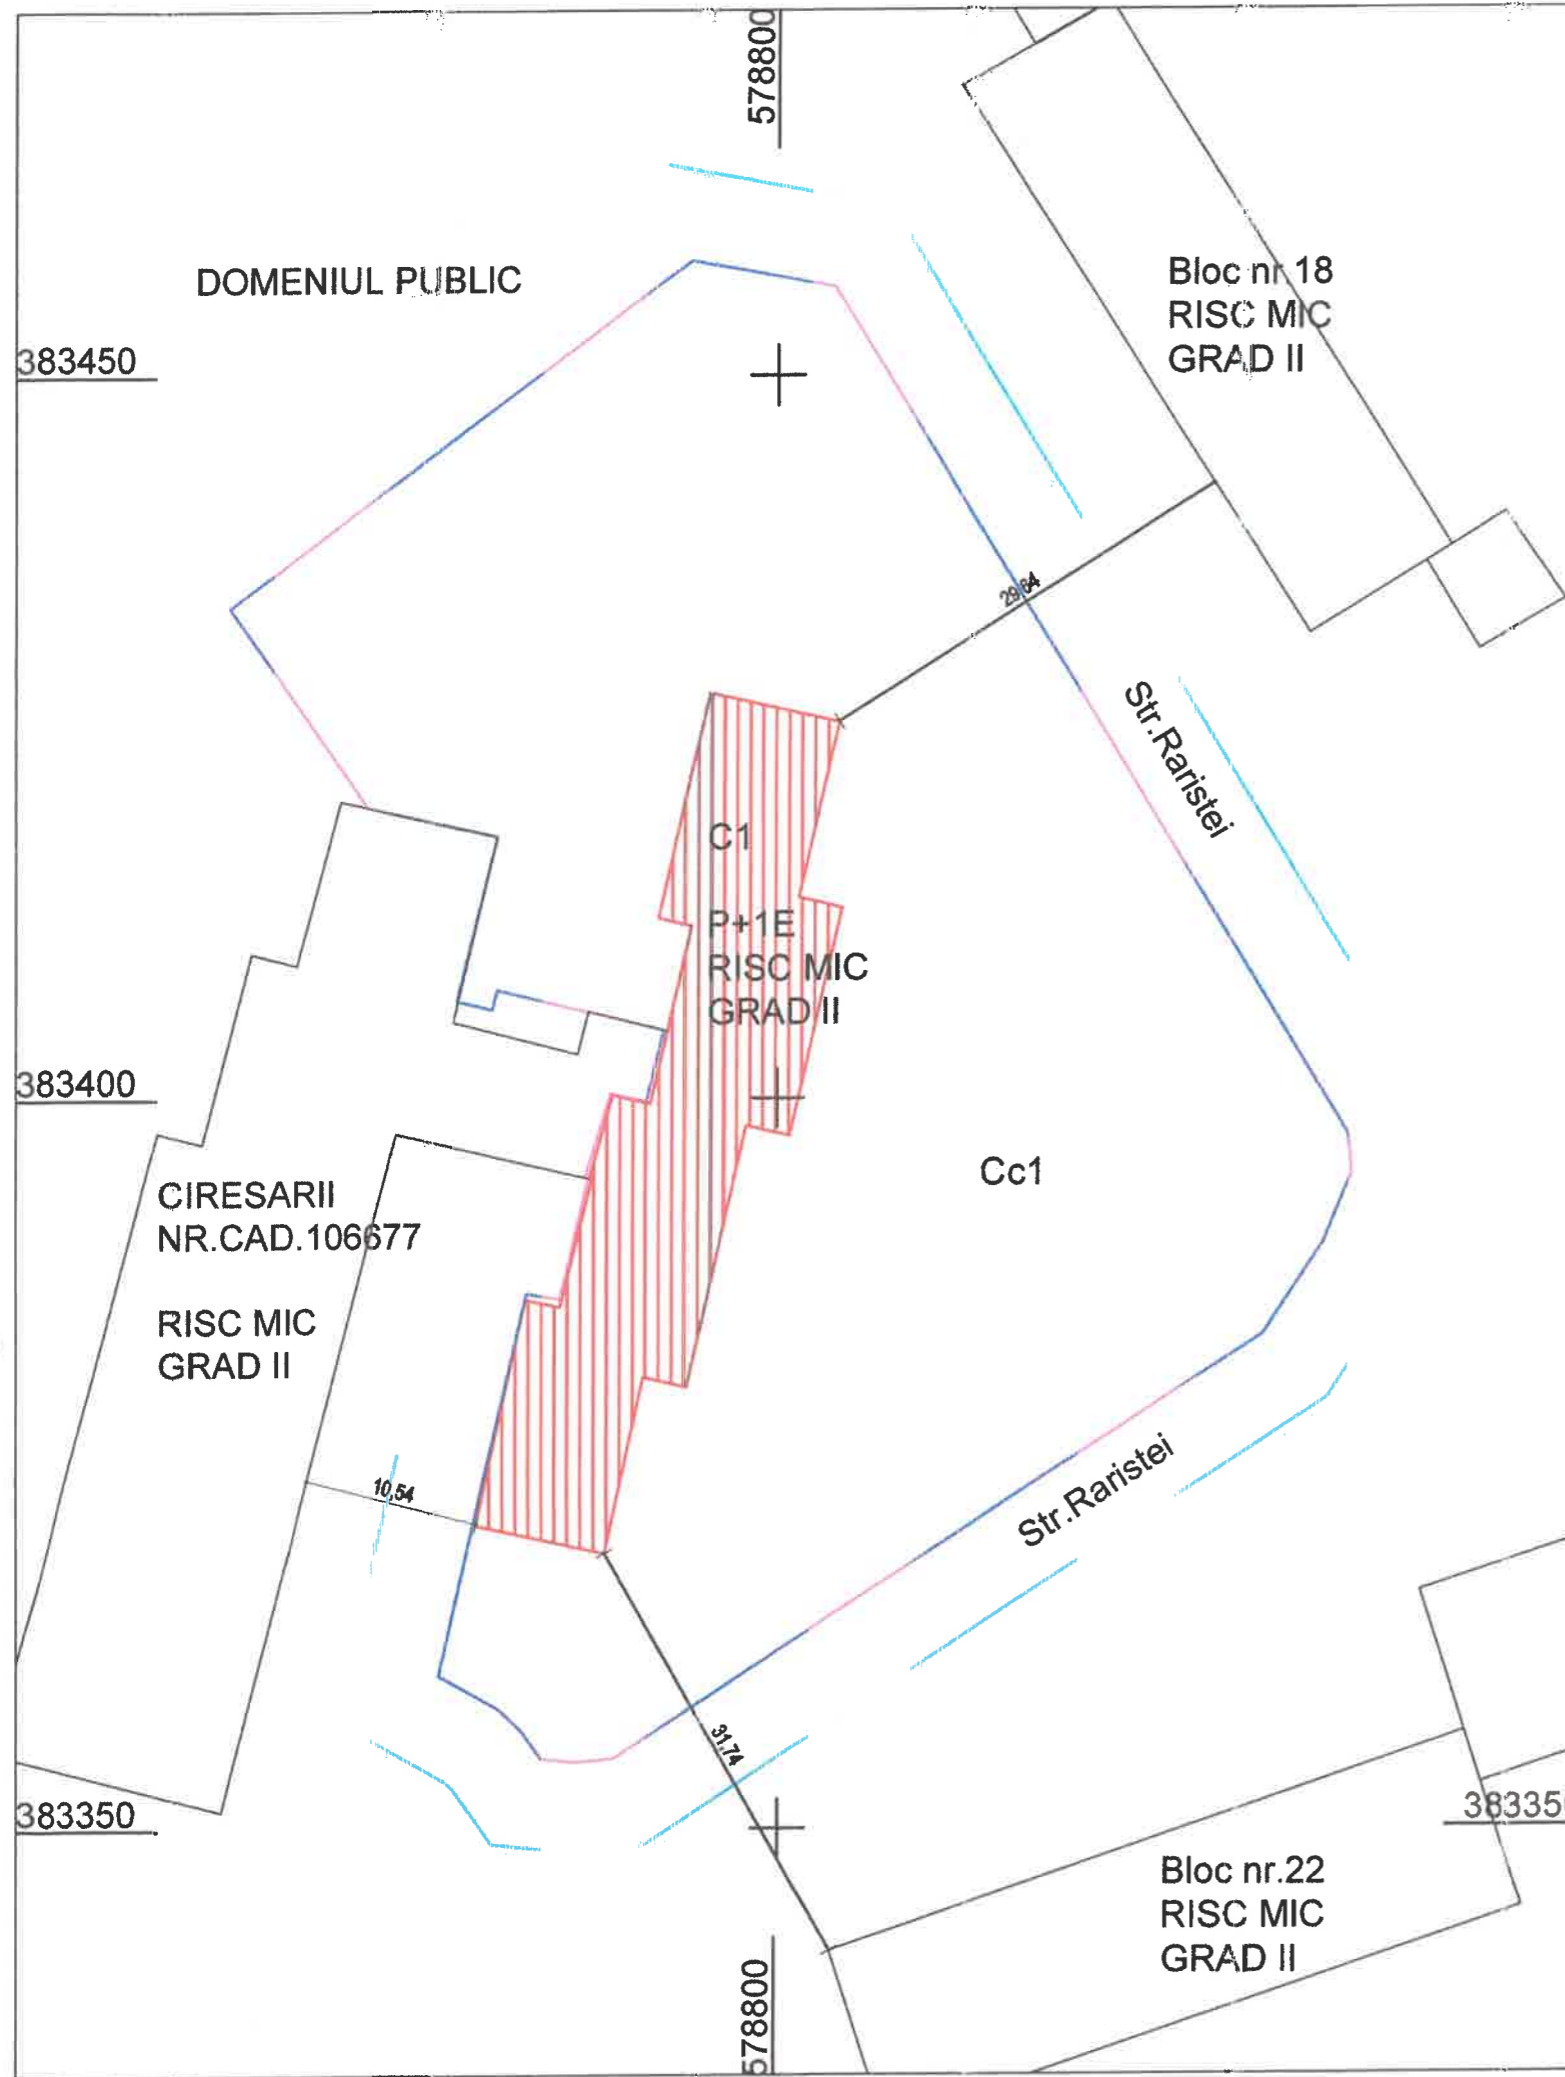 578800
DOMENIUL PUBLIC
Bloc nr.18
RISC MIC
GRAD II
383450
29,64
Str.Raristei
C1
P+1E
RISC MIC
GRAD II
383400
Cc1
CIRESARII
NR.CAD.106677
RISC MIC
GRAD II
10,54
Str.Raristei
31,74
383350
38335
Bloc nr.22
RISC MIC
GRAD II
578800